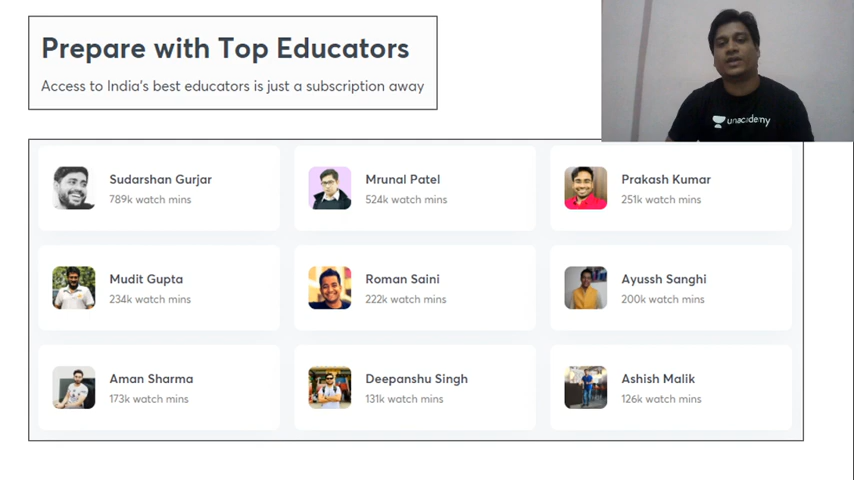 Prepare with Top Educators
Access to India's best educators is just a subscription away
unacademy
Sudarshan Gurjar
789k watch mins
Mrunal Patel
524k watch mins
Prakash Kumar
251k watch mins
Mudit Gupta
234k watch mins
Roman Saini
222k watch mins
Ayussh Sanghi
200k watch mins
Aman Sharma
173k watch mins
Deepanshu Singh
131k watch mins
Ashish Malik
126k watch mins